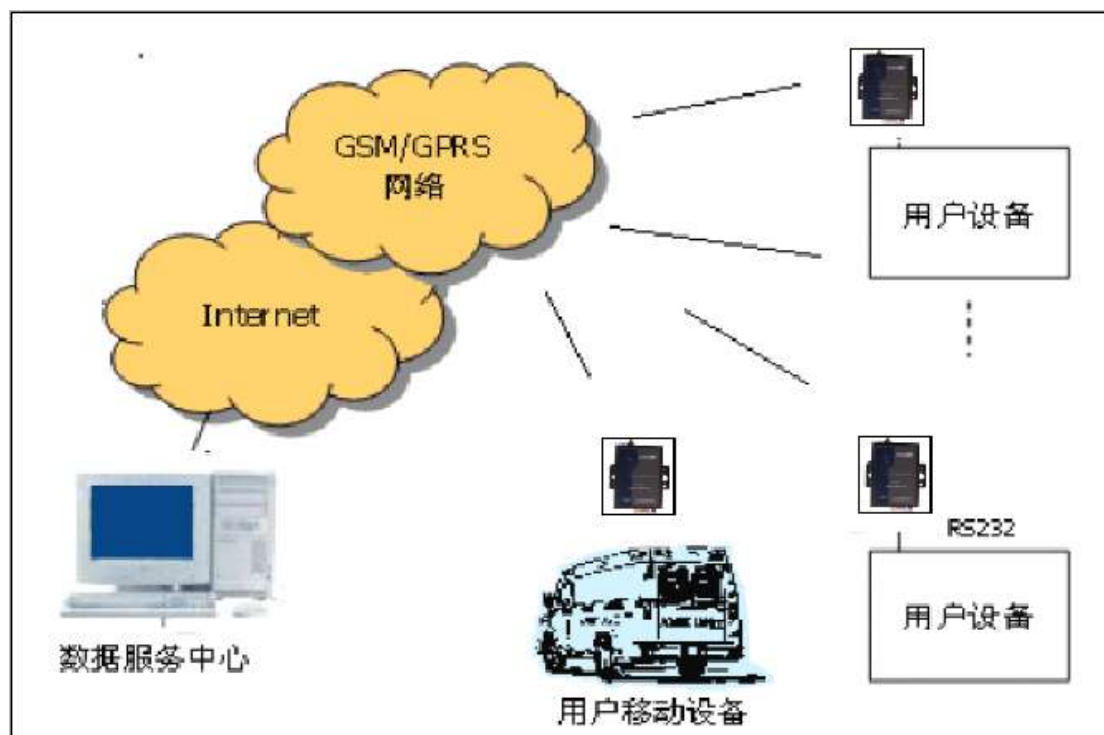 GSM/GPRS
网络
用户设备
Internet
RS232
用户设备
数据服务中心
用户移动设备